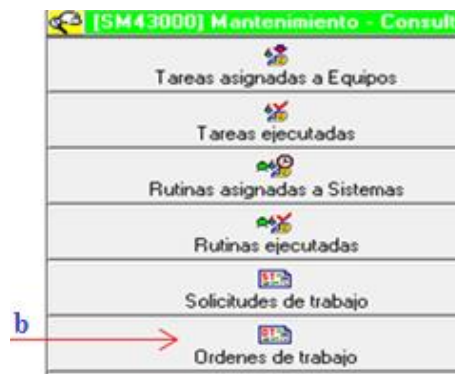 [SM43000] Mantenimiento - Consult
Tareas asignadas a Equipos
Tareas ejecutadas
Rutinas asignadas a Sistemas
Rutinas ejecutadas
Solicitudes de trabajo
b
Ordenes de trabajo